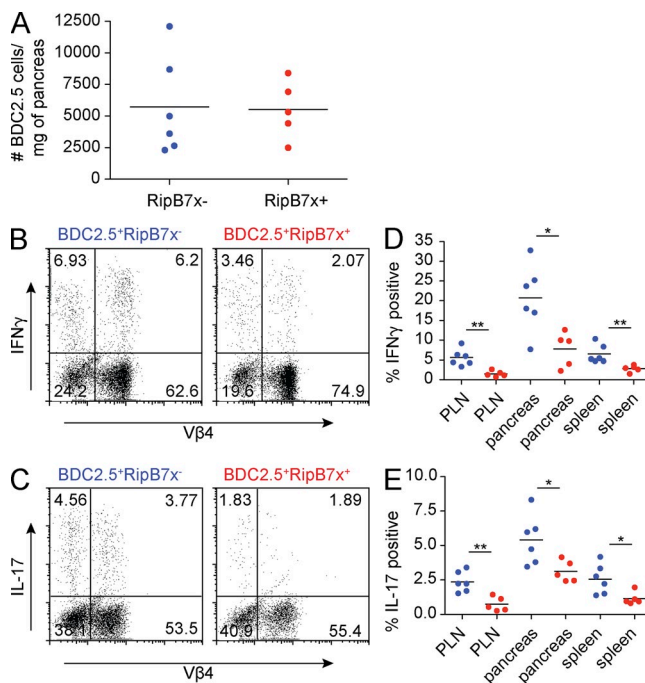 A
# BDC2.5 cells/
mg of pancreas
12500
10000
7500
5000
2500
0
RipB7x-
RipB7x+
B
BDC2.5⁺RipB7x⁻
BDC2.5⁺RipB7x⁺
6.93
6.2
3.46
2.07
IFNγ
24.2
62.6
19.6
74.9
Vβ4
C
BDC2.5⁺RipB7x⁻
BDC2.5⁺RipB7x⁺
4.56
3.77
1.83
1.89
IL-17
38.1
53.5
40.9
55.4
Vβ4
D
% IFNγ positive
35
30
25
20
15
10
5
0
**
*
**
PLN
PLN
pancreas
pancreas
spleen
spleen
E
% IL-17 positive
10.0
7.5
5.0
2.5
0.0
**
*
*
PLN
PLN
pancreas
pancreas
spleen
spleen